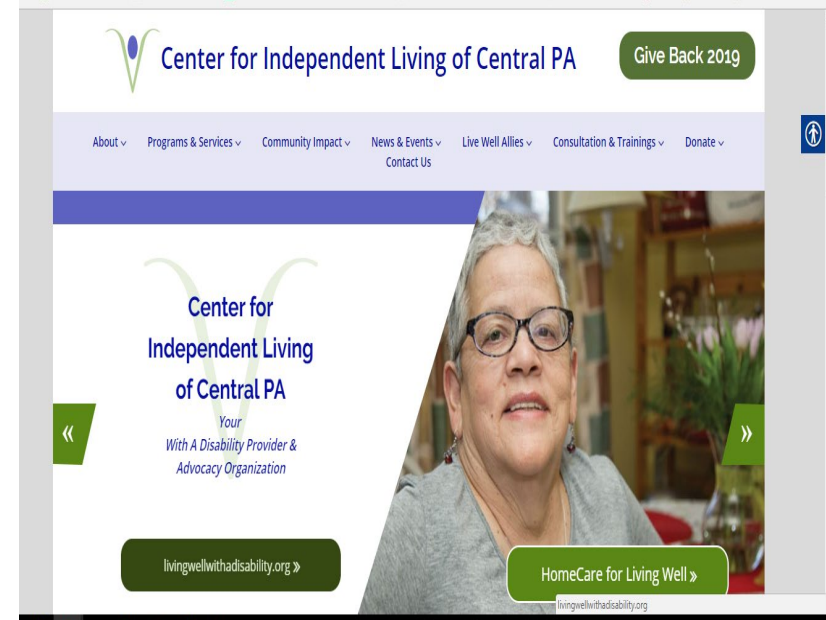 Center for Independent Living of Central PA
Give Back 2019
About
Programs & Services
Community Impact
News & Events
Live Well Allies
Consultation & Trainings
Donate
Contact Us
Center for
Independent Living
of Central PA
Your
With A Disability Provider &
Advocacy Organization
«
»
livingwellwithadisability.org »
HomeCare for Living Well »
livingwellwithadisability.org